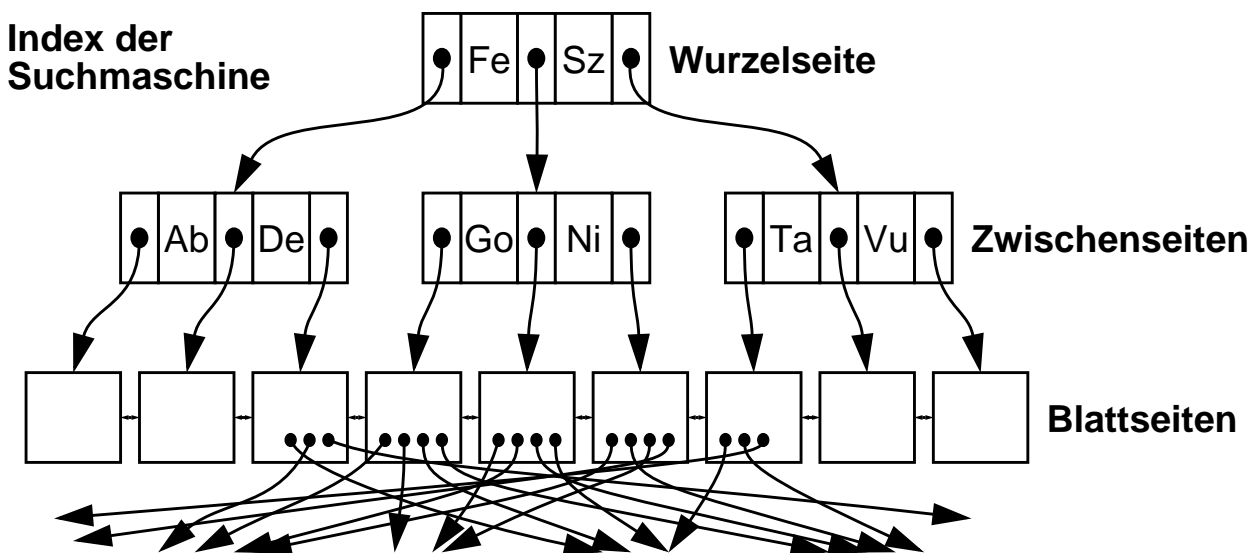 Index der
Suchmaschine
Fe Sz Wurzelseite
Ab De Go Ni Ta Vu Zwischenseiten
Blattseiten